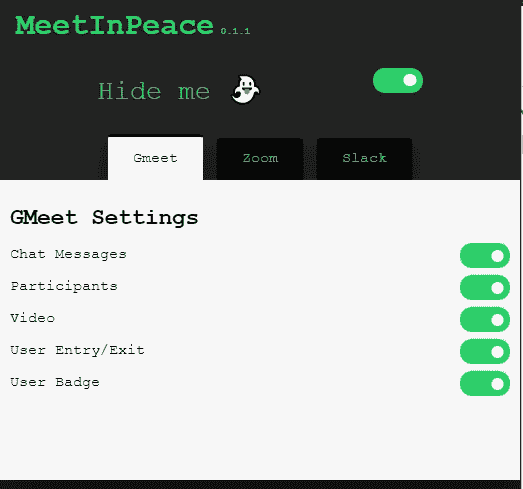 MeetInPeace 0.1.1
Hide me 👻
Gmeet Zoom Slack
GMeet Settings
Chat Messages
Participants
Video
User Entry/Exit
User Badge